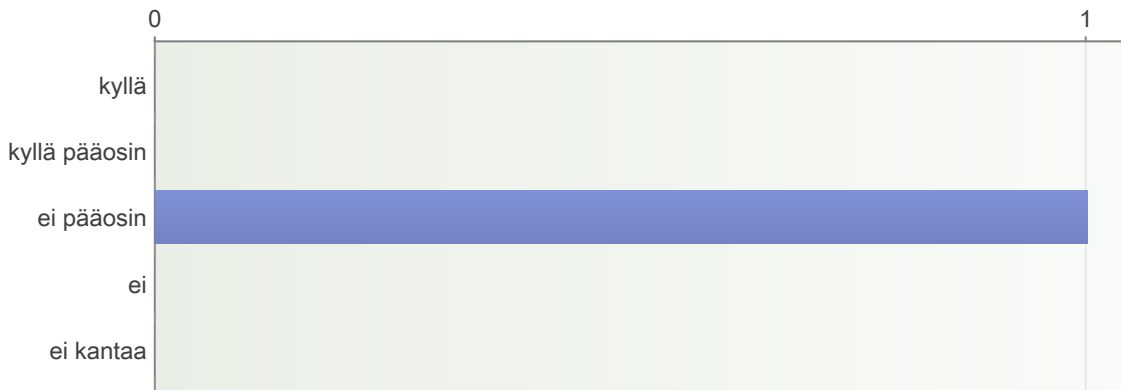 0 1
kyllä
kyllä pääosin
ei pääosin
ei
ei kantaa